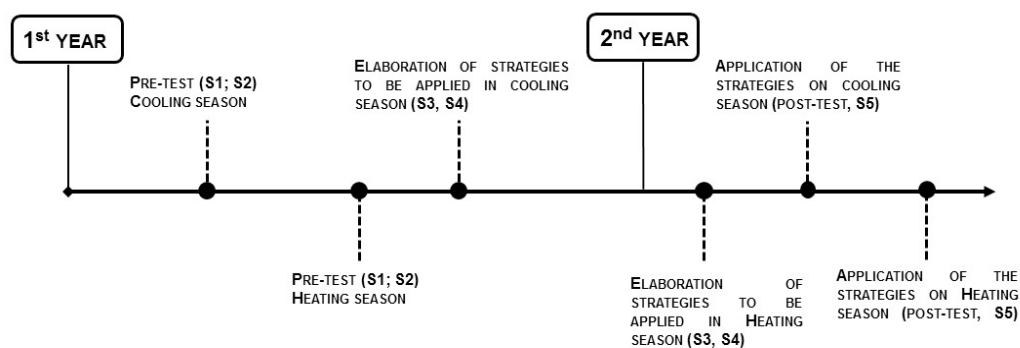 1st YEAR
2nd YEAR
PRE-TEST (S1; S2)
COOLING SEASON
ELABORATION OF STRATEGIES
TO BE APPLIED IN COOLING
SEASON (S3, S4)
APPLICATION OF THE
STRATEGIES ON COOLING
SEASON (POST-TEST, S5)
PRE-TEST (S1; S2)
HEATING SEASON
ELABORATION OF
STRATEGIES TO BE
APPLIED IN HEATING
SEASON (S3, S4)
APPLICATION OF THE
STRATEGIES ON HEATING
SEASON (POST-TEST, S5)